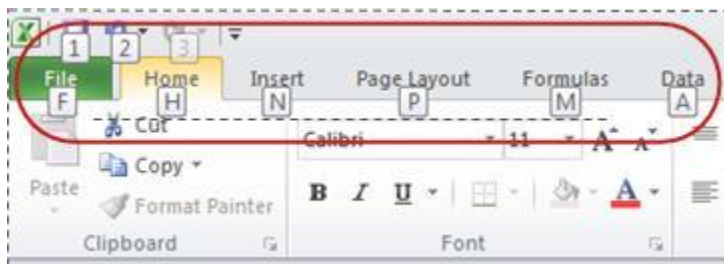 1 2 3
File Home Insert Page Layout Formulas Data
F H N P M A
Cut
Calibri 11 A A
Copy
Paste
B I U A
Format Painter
Clipboard Font